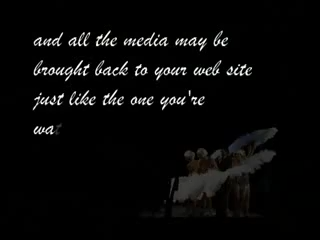 and all the media may be
brought back to your web site
just like the one you're
wat